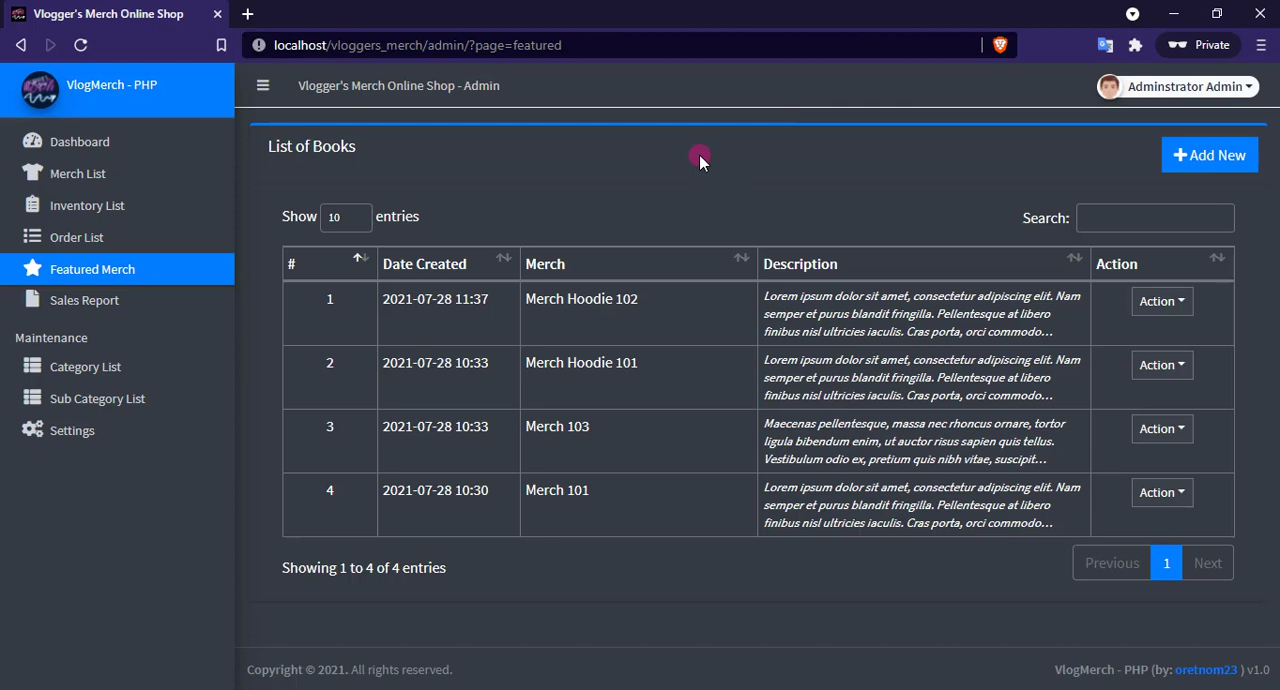 Vlogger's Merch Online Shop
localhost/vloggers_merch/admin/?page=featured
Private
VlogMerch - PHP
Vlogger's Merch Online Shop - Admin
Adminstrator Admin
Dashboard
Merch List
Inventory List
Order List
Featured Merch
Sales Report
Maintenance
Category List
Sub Category List
Settings
List of Books
Add New
Show 10 entries
Search:
# Date Created Merch Description Action
1 2021-07-28 11:37 Merch Hoodie 102 Lorem ipsum dolor sit amet, consectetur adipiscing elit. Nam Action
semper et purus blandit fringilla. Pellentesque at libero
finibus nisl ultricies iaculis. Cras porta, orci commodo...
2 2021-07-28 10:33 Merch Hoodie 101 Lorem ipsum dolor sit amet, consectetur adipiscing elit. Nam Action
semper et purus blandit fringilla. Pellentesque at libero
finibus nisl ultricies iaculis. Cras porta, orci commodo...
3 2021-07-28 10:33 Merch 103 Maecenas pellentesque, massa nec rhoncus ornare, tortor Action
ligula bibendum enim, ut auctor risus sapien quis tellus.
Vestibulum odio ex, pretium quis nibh vitae, suscipit...
4 2021-07-28 10:30 Merch 101 Lorem ipsum dolor sit amet, consectetur adipiscing elit. Nam Action
semper et purus blandit fringilla. Pellentesque at libero
finibus nisl ultricies iaculis. Cras porta, orci commodo...
Showing 1 to 4 of 4 entries
Previous 1 Next
Copyright © 2021. All rights reserved.
VlogMerch - PHP (by: oretnom23 ) v1.0